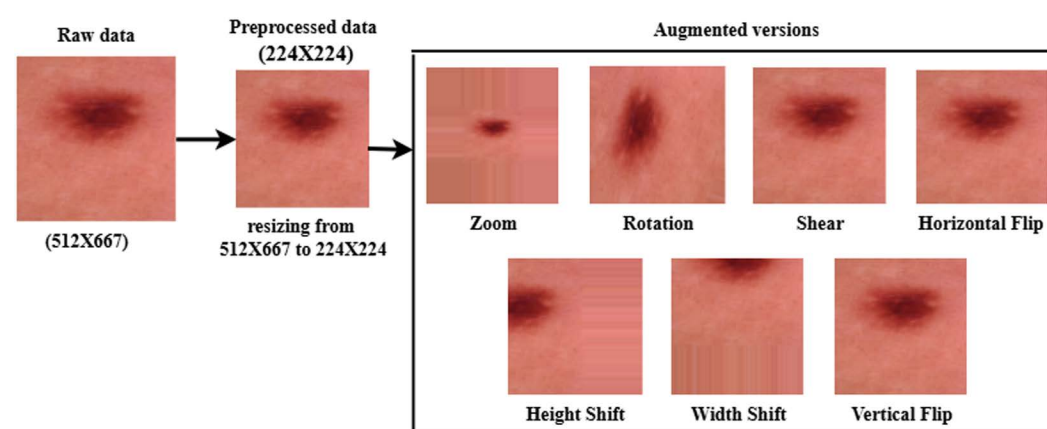 Raw data
(512X667)
Preprocessed data
(224X224)
resizing from
512X667 to 224X224
Augmented versions
Zoom
Rotation
Shear
Horizontal Flip
Height Shift
Width Shift
Vertical Flip